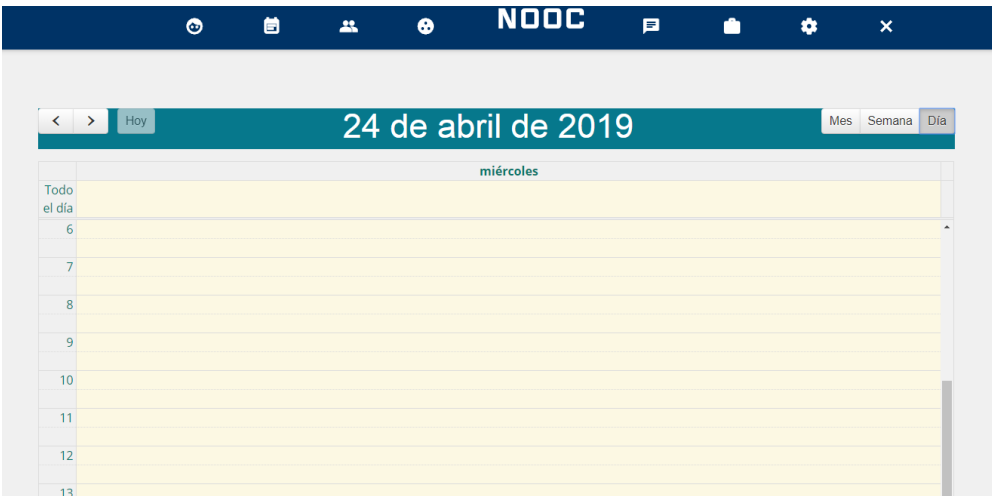 NOOC
Hoy
24 de abril de 2019
Mes Semana Día
miércoles
Todo
el día
6
7
8
9
10
11
12
13